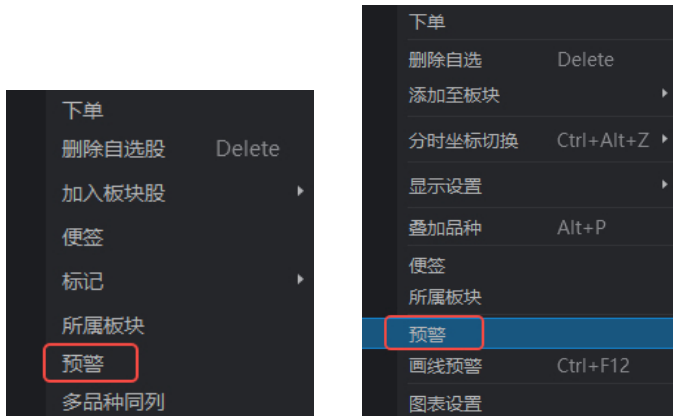 下单
删除自选股 Delete
加入板块股
便签
标记
所属板块
预警
多品种同列
下单
删除自选 Delete
添加至板块
分时坐标切换 Ctrl+Alt+Z
显示设置
叠加品种 Alt+P
便签
所属板块
预警
画线预警 Ctrl+F12
图表设置